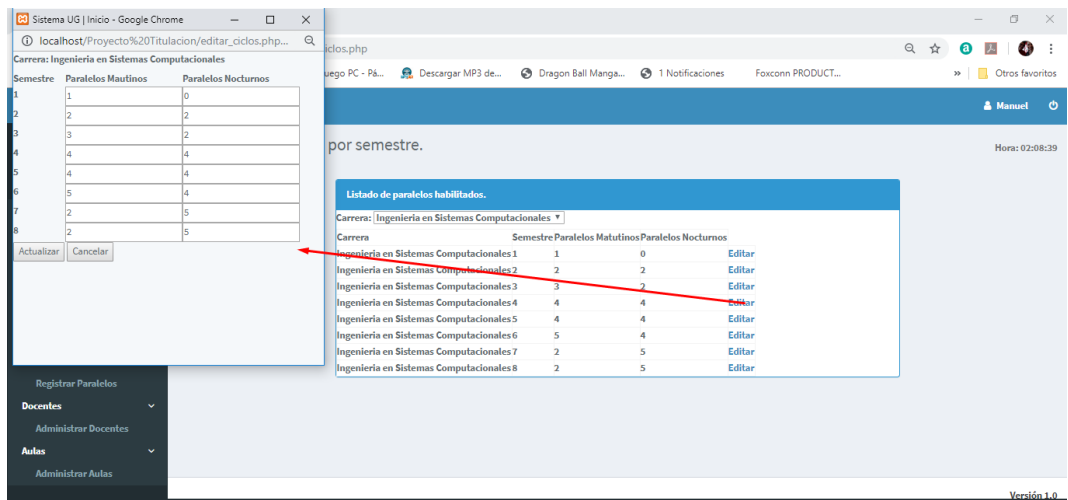 Sistema UG | Inicio - Google Chrome
localhost/Proyecto%20Titulacion/editar_ciclos.php...
Carrera: Ingenieria en Sistemas Computacionales
Semestre Paralelos Mautinos Paralelos Nocturnos
1 1 0
2 2 2
3 3 2
4 4 4
5 4 4
6 5 4
7 2 5
8 2 5
Actualizar Cancelar
iclos.php
uego PC - Pá... Descargar MP3 de... Dragon Ball Manga... 1 Notificaciones Foxconn PRODUCT... » Otros favoritos
Manuel
por semestre.
Hora: 02:08:39
Listado de paralelos habilitados.
Carrera: Ingenieria en Sistemas Computacionales
Carrera Semestre Paralelos Matutinos Paralelos Nocturnos
Ingenieria en Sistemas Computacionales 1 1 0 Editar
Ingenieria en Sistemas Computacionales 2 2 2 Editar
Ingenieria en Sistemas Computacionales 3 3 2 Editar
Ingenieria en Sistemas Computacionales 4 4 4 Editar
Ingenieria en Sistemas Computacionales 5 4 4 Editar
Ingenieria en Sistemas Computacionales 6 5 4 Editar
Ingenieria en Sistemas Computacionales 7 2 5 Editar
Ingenieria en Sistemas Computacionales 8 2 5 Editar
Registrar Paralelos
Docentes
Administrar Docentes
Aulas
Administrar Aulas
Versión 1.0